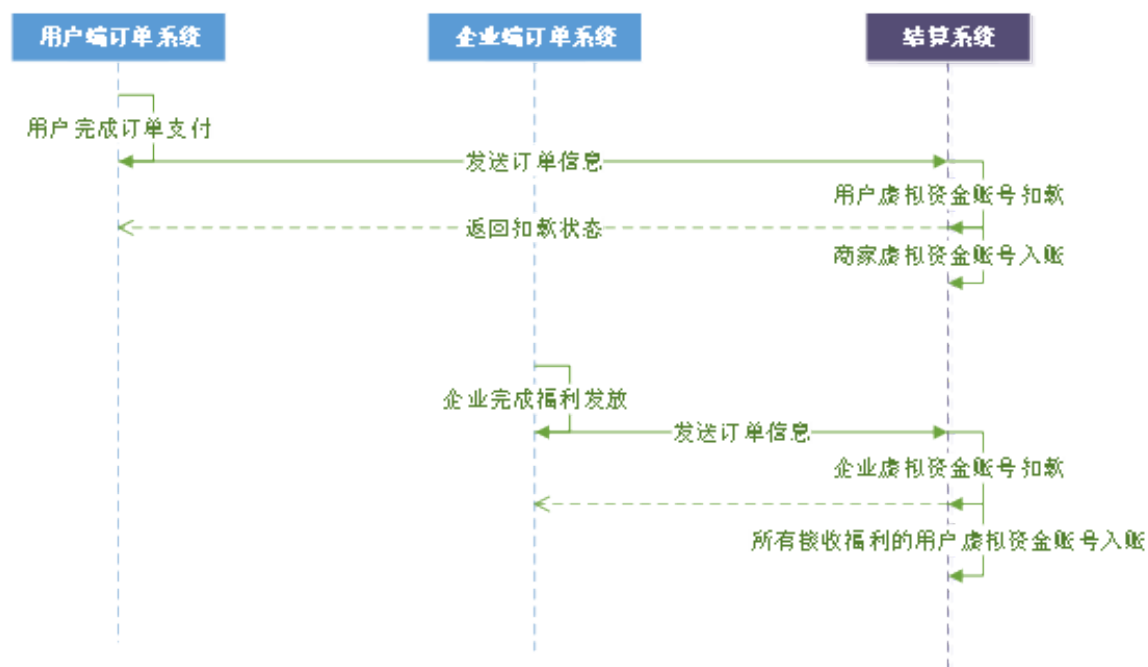 用户端订单系统
企业端订单系统
结算系统
用户完成订单支付
发送订单信息
用户虚拟资金账号扣款
返回扣款状态
商家虚拟资金账号入账
企业完成福利发放
发送订单信息
企业虚拟资金账号扣款
所有接收福利的用户虚拟资金账号入账